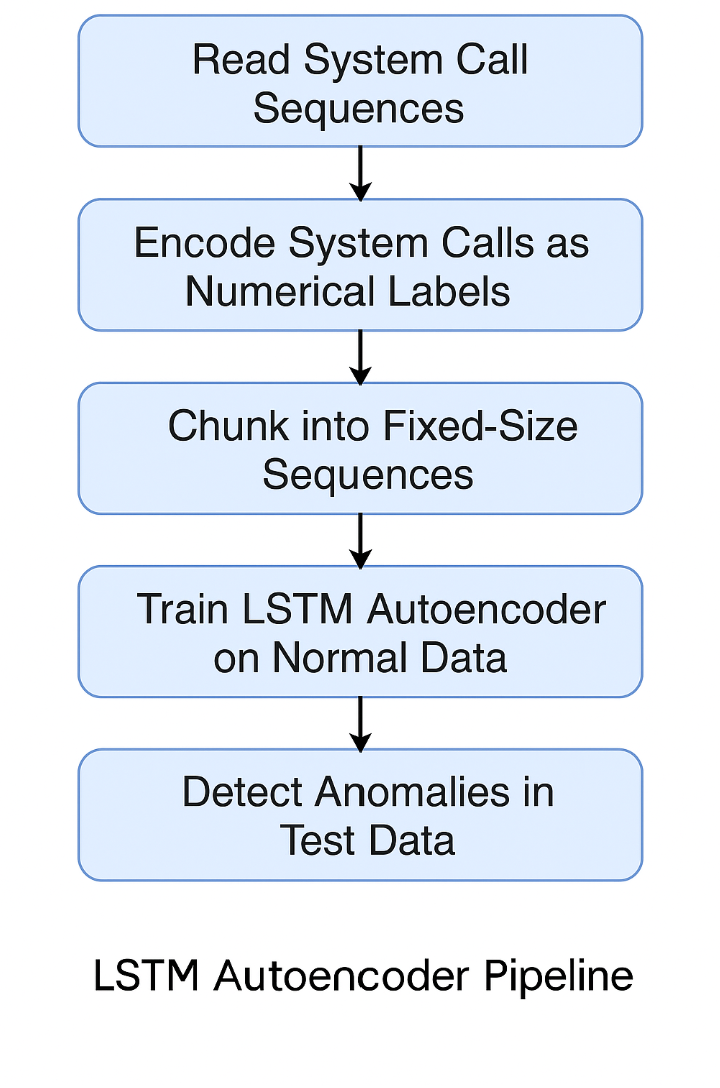 Read System Call
Sequences
Encode System Calls as
Numerical Labels
Chunk into Fixed-Size
Sequences
Train LSTM Autoencoder
on Normal Data
Detect Anomalies in
Test Data
LSTM Autoencoder Pipeline